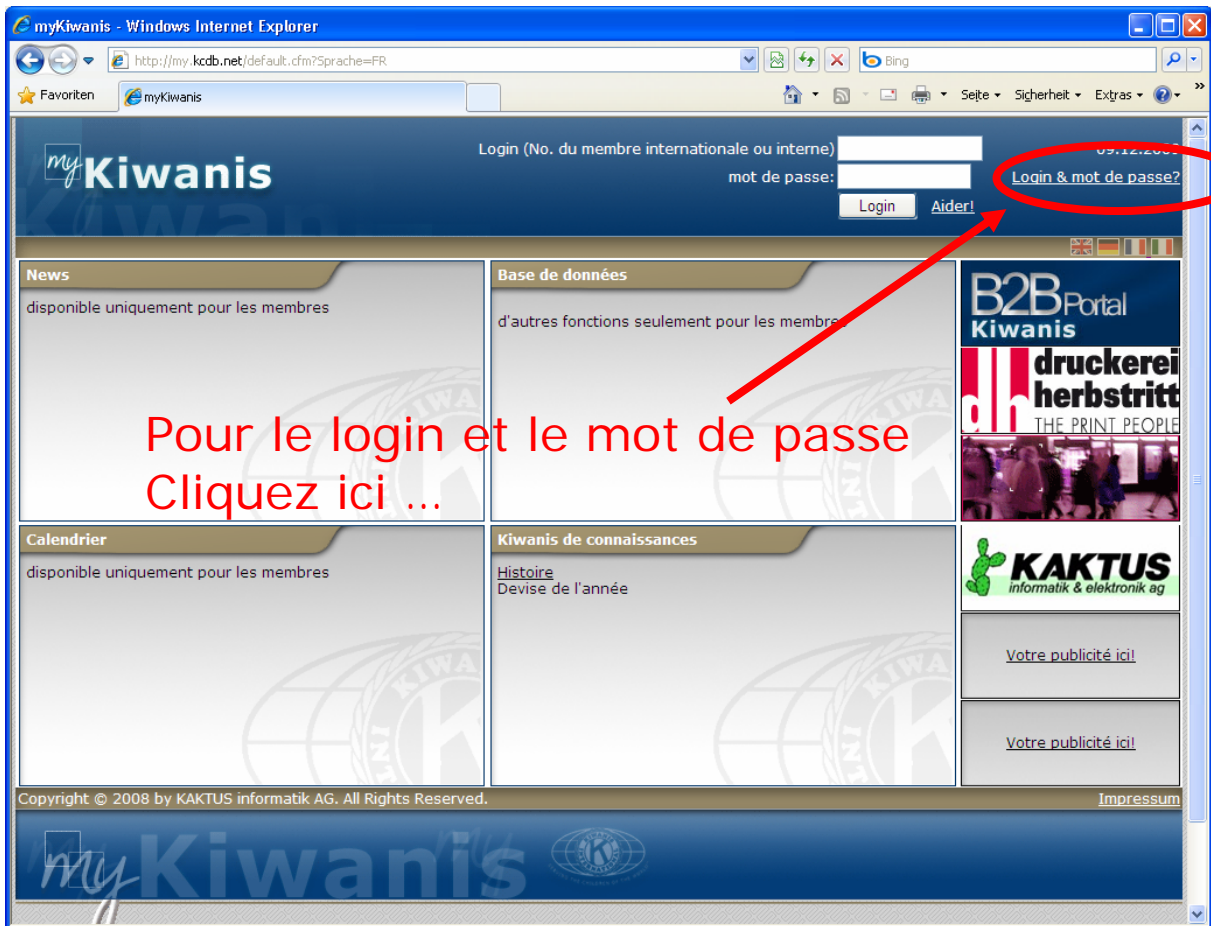 myKiwanis - Windows Internet Explorer
http://my.kcdb.net/default.cfm?Sprache=FR
Bing
Favoriten
myKiwanis
Seite
Sicherheit
Extras
my Kiwanis
Login (No. du membre internationale ou interne)
mot de passe:
Login & mot de passe?
Login
Aider!
News
disponible uniquement pour les membres
Base de données
d'autres fonctions seulement pour les membres
B2B Portal
Kiwanis
druckerei
herbstritt
THE PRINT PEOPLE
Pour le login et le mot de passe
Cliquez ici ...
Calendrier
disponible uniquement pour les membres
Kiwanis de connaissances
Histoire
Devise de l'année
KAKTUS
informatik & elektronik ag
Votre publicité ici!
Votre publicité ici!
Copyright © 2008 by KAKTUS informatik AG. All Rights Reserved.
Impressum
my Kiwanis